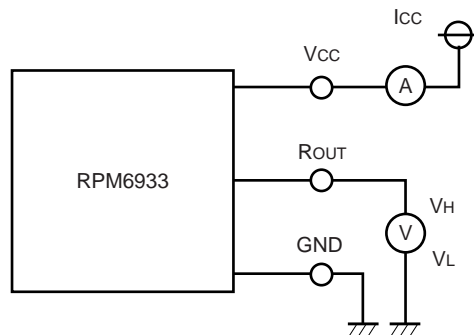 ICC
VCC
A
ROUT
RPM6933
VH
V
GND
VL